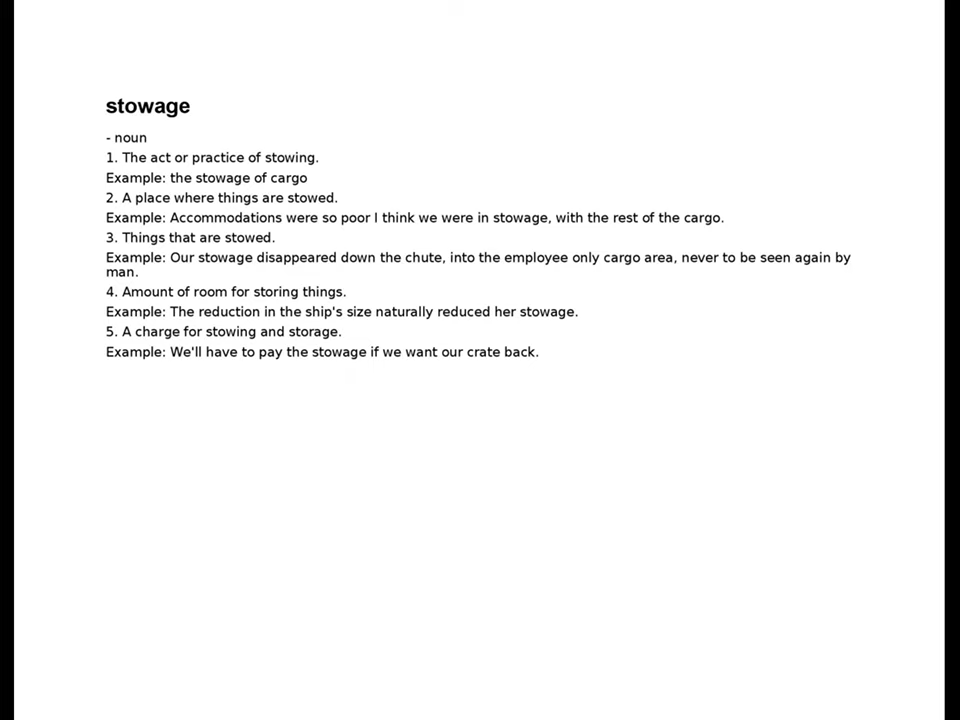 stowage
- noun
1. The act or practice of stowing.
Example: the stowage of cargo
2. A place where things are stowed.
Example: Accommodations were so poor I think we were in stowage, with the rest of the cargo.
3. Things that are stowed.
Example: Our stowage disappeared down the chute, into the employee only cargo area, never to be seen again by
man.
4. Amount of room for storing things.
Example: The reduction in the ship's size naturally reduced her stowage.
5. A charge for stowing and storage.
Example: We'll have to pay the stowage if we want our crate back.